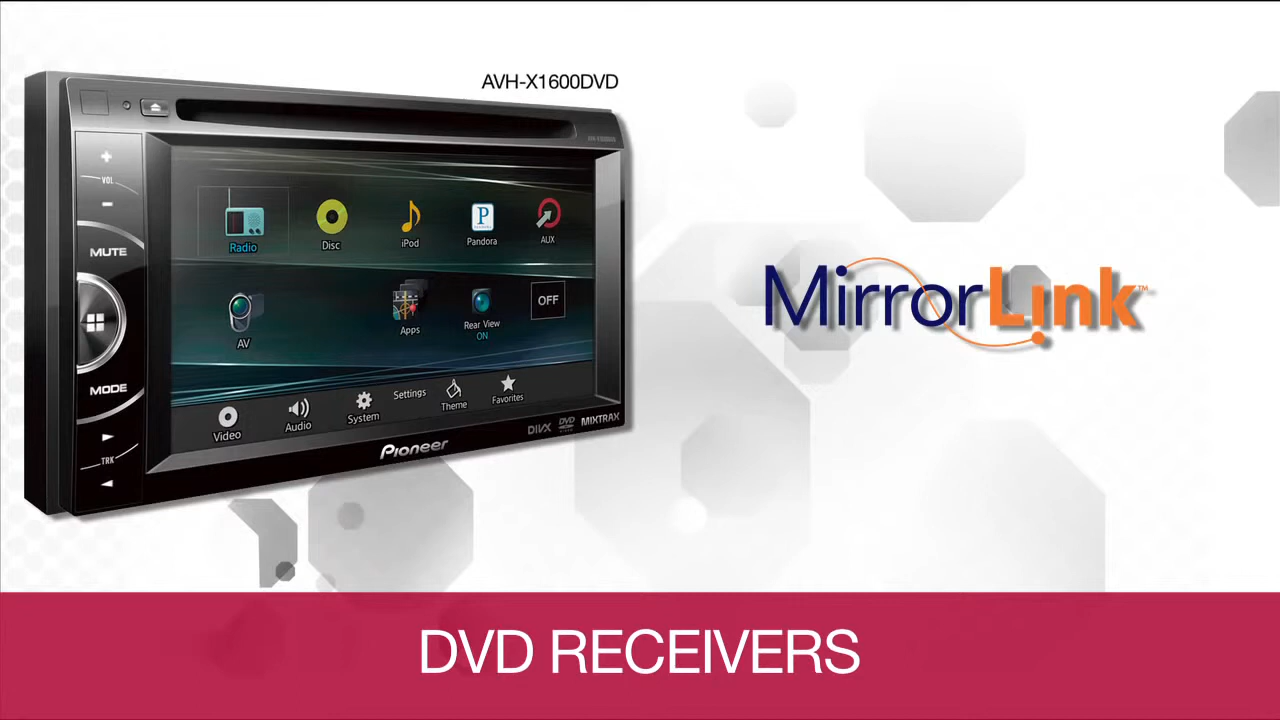 AVH-X1600DVD
VOL
MUTE
MODE
TRK
Radio
Disc
iPod
Pandora
AUX
AV
Apps
Rear View
ON
OFF
Video
Audio
System
Settings
Theme
Favorites
Pioneer
DIVX
DVD
MIXTRAX
MirrorLink™
DVD RECEIVERS